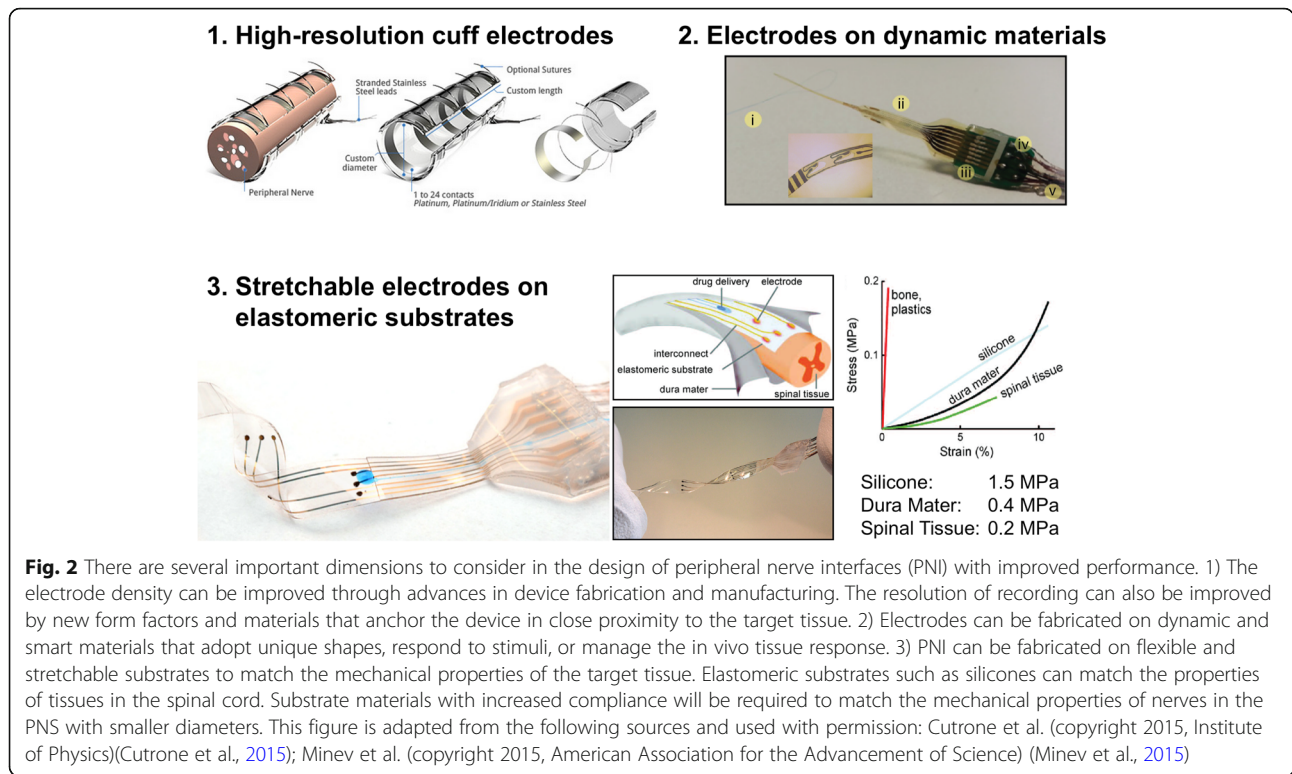 1. High-resolution cuff electrodes
Stranded Stainless
Steel leads
Optional Sutures
Custom length
Custom
diameter
Peripheral Nerve
1 to 24 contacts
Platinum, Platinum/Iridium or Stainless Steel
2. Electrodes on dynamic materials
i
ii
iii
iv
v
3. Stretchable electrodes on
elastomeric substrates
drug delivery
electrode
interconnect
elastomeric substrate
dura mater
spinal tissue
Stress (MPa)
0.2
0.1
bone,
plastics
silicone
dura mater
spinal tissue
0
5
10
Strain (%)
Silicone: 1.5 MPa
Dura Mater: 0.4 MPa
Spinal Tissue: 0.2 MPa
Fig. 2 There are several important dimensions to consider in the design of peripheral nerve interfaces (PNI) with improved performance. 1) The
electrode density can be improved through advances in device fabrication and manufacturing. The resolution of recording can also be improved
by new form factors and materials that anchor the device in close proximity to the target tissue. 2) Electrodes can be fabricated on dynamic and
smart materials that adopt unique shapes, respond to stimuli, or manage the in vivo tissue response. 3) PNI can be fabricated on flexible and
stretchable substrates to match the mechanical properties of the target tissue. Elastomeric substrates such as silicones can match the properties
of tissues in the spinal cord. Substrate materials with increased compliance will be required to match the mechanical properties of nerves in the
PNS with smaller diameters. This figure is adapted from the following sources and used with permission: Cutrone et al. (copyright 2015, Institute
of Physics)(Cutrone et al., 2015); Minev et al. (copyright 2015, American Association for the Advancement of Science) (Minev et al., 2015)